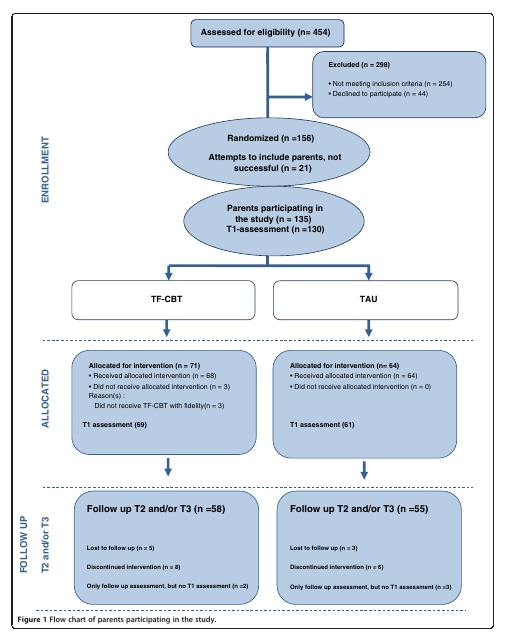 Assessed for eligibility (n= 454)
Excluded (n = 298)
• Not meeting inclusion criteria (n = 254)
• Declined to participate (n = 44)
ENROLLMENT
Randomized (n =156)
Attempts to include parents, not
successful (n = 21)
Parents participating in
the study (n = 135)
T1-assessment (n =130)
TF-CBT
TAU
ALLOCATED
Allocated for intervention (n = 71)
• Received allocated intervention (n = 68)
• Did not receive allocated intervention (n = 3)
Reason(s) :
Did not receive TF-CBT with fidelity(n = 3)
T1 assessment (69)
Allocated for intervention (n= 64)
• Received allocated intervention (n = 64)
• Did not receive allocated intervention (n = 0)
T1 assessment (61)
FOLLOW UP
T2 and/or T3
Follow up T2 and/or T3 (n =58)
Lost to follow up (n = 5)
Discontinued intervention (n = 8)
Only follow up assessment, but no T1 assessment (n =2)
Follow up T2 and/or T3 (n =55)
Lost to follow up (n = 3)
Discontinued intervention (n = 6)
Only follow up assessment, but no T1 assessment (n =3)
Figure 1 Flow chart of parents participating in the study.